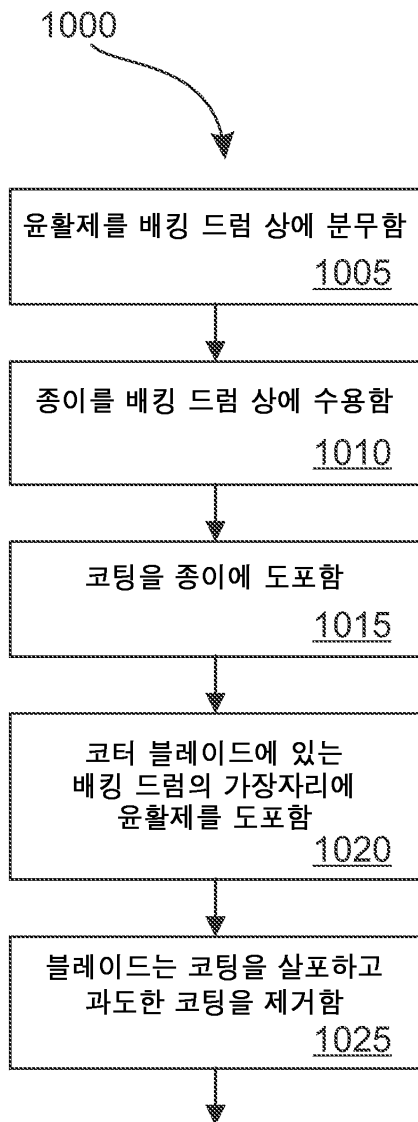 1000
윤활제를 배킹 드럼 상에 분무함
1005
종이를 배킹 드럼 상에 수용함
1010
코팅을 종이에 도포함
1015
코터 블레이드에 있는
배킹 드럼의 가장자리에
윤활제를 도포함
1020
블레이드는 코팅을 살포하고
과도한 코팅을 제거함
1025